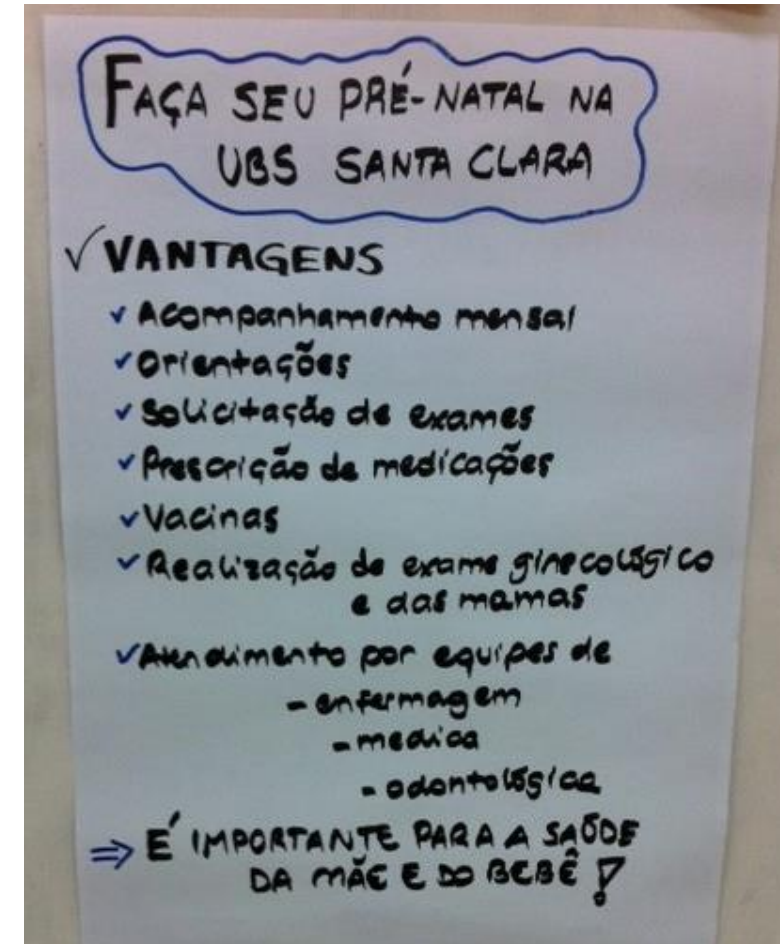 FAÇA SEU PRÉ-NATAL NA
UBS SANTA CLARA
✓ VANTAGENS
✓ Acompanhamento mensal
✓ Orientações
✓ Solicitação de exames
✓ Prescrição de medicações
✓ Vacinas
✓ Realização de exame ginecológico
e das mamas
✓ Atendimento por equipes de
- enfermagem
- medica
- odontológica
⇒ É IMPORTANTE PARA A SAÚDE
DA MÃE E DO BEBÊ!